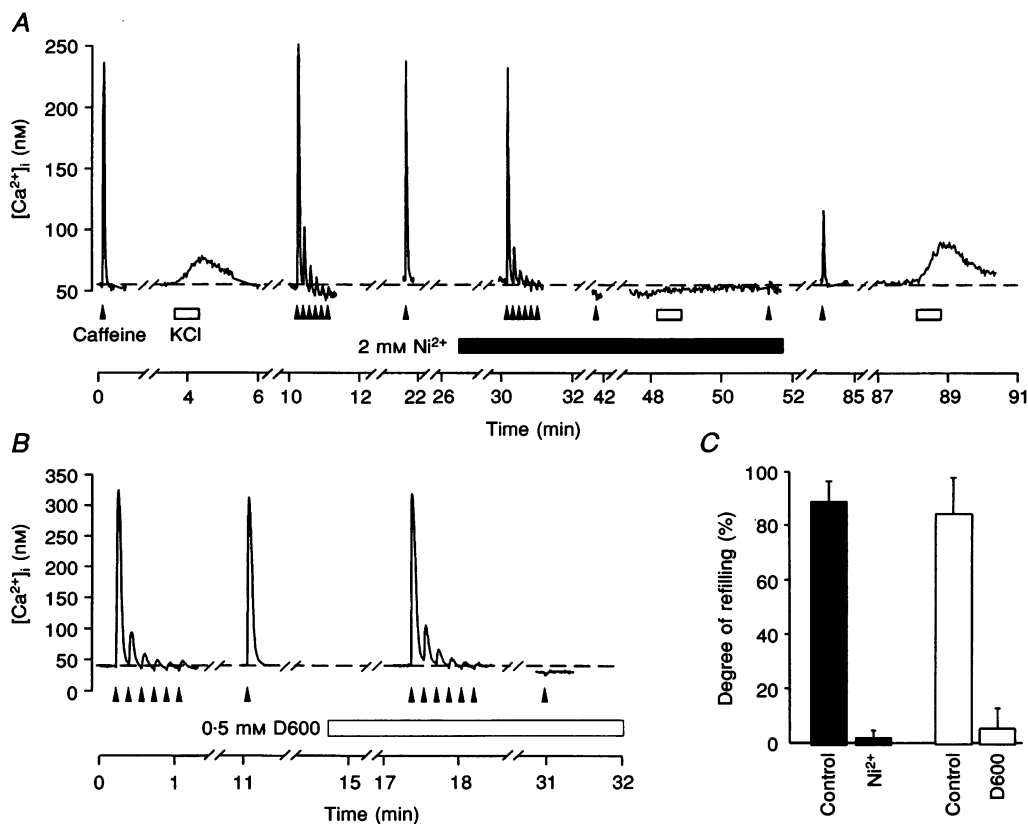 A
[Ca²⁺]ᵢ (nM)
250
200
150
100
50
Caffeine
KCl
2 mM Ni²⁺
0 4 6 10 12 22 26 30 32 42 48 50 52 85 87 89 91
Time (min)
B
[Ca²⁺]ᵢ (nM)
350
300
250
200
150
100
50
0
0·5 mM D600
0 1 11 15 17 18 31 32
Time (min)
C
Degree of refilling (%)
100
80
60
40
20
0
Control
Ni²⁺
Control
D600